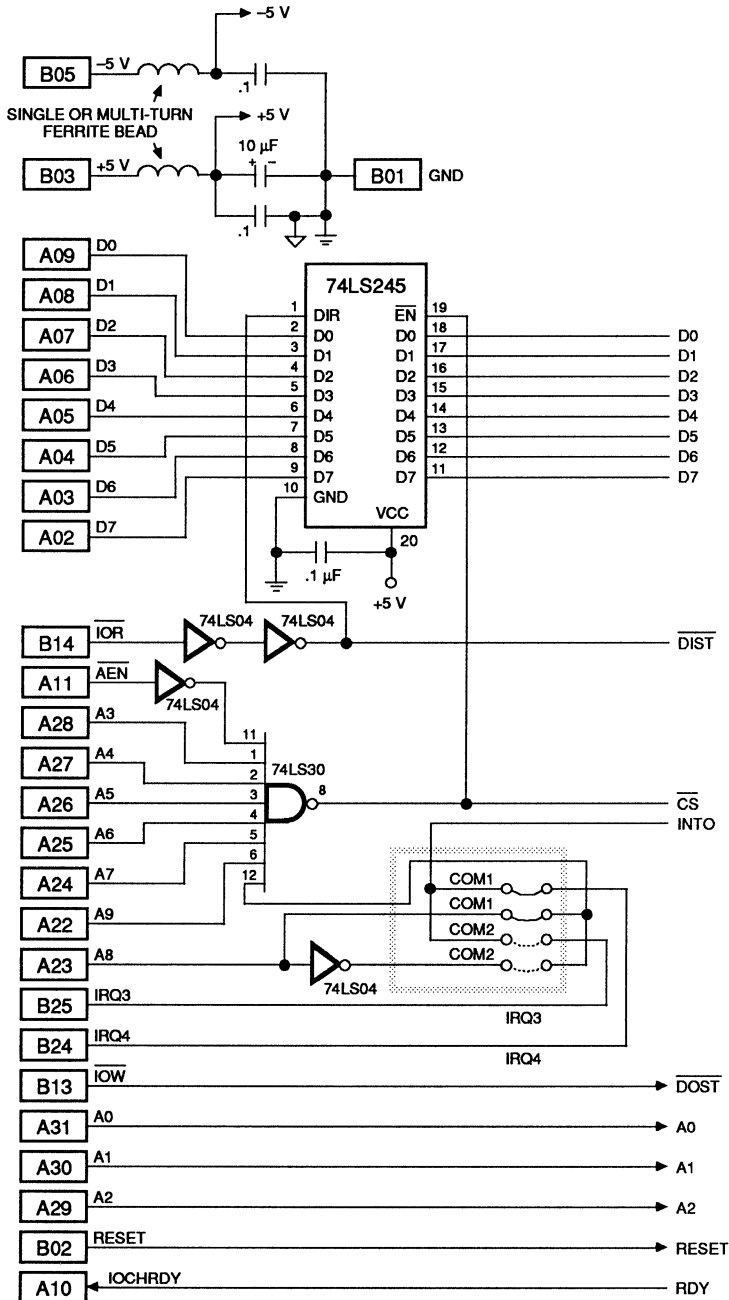 –5 V
B05 –5 V
.1
SINGLE OR MULTI-TURN
FERRITE BEAD
+5 V
10 µF
+ –
B03 +5 V
B01 GND
.1
A09 D0
A08 D1
A07 D2
A06 D3
A05 D4
A04 D5
A03 D6
A02 D7
74LS245
1 DIR EN 19
2 D0 D0 18 D0
3 D1 D1 17 D1
4 D2 D2 16 D2
5 D3 D3 15 D3
6 D4 D4 14 D4
7 D5 D5 13 D5
8 D6 D6 12 D6
9 D7 D7 11 D7
10 GND
VCC
20
.1 µF
+5 V
74LS04 74LS04
B14 IOR DIST
A11 AEN
74LS04
A28 A3
A27 A4
A26 A5
A25 A6
A24 A7
A22 A9
A23 A8
11
1
2
3
4
5
6
12
74LS30
8
CS
INTO
COM1
COM1
COM2
COM2
74LS04
B25 IRQ3
IRQ3
B24 IRQ4
IRQ4
B13 IOW DOST
A31 A0 A0
A30 A1 A1
A29 A2 A2
B02 RESET RESET
A10 IOCHRDY RDY